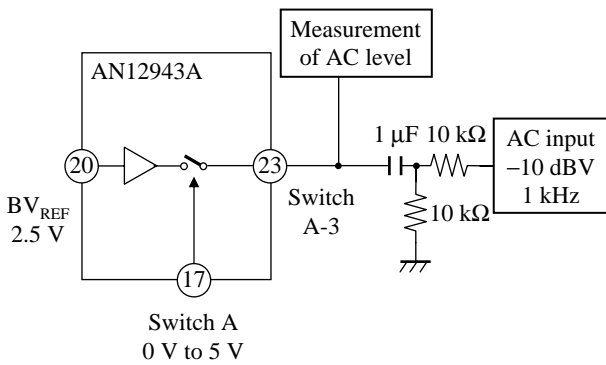 Measurement
of AC level
AN12943A
1 μF 10 kΩ
AC input
−10 dBV
1 kHz
20
23
BVREF
2.5 V
Switch
A-3
10 kΩ
17
Switch A
0 V to 5 V